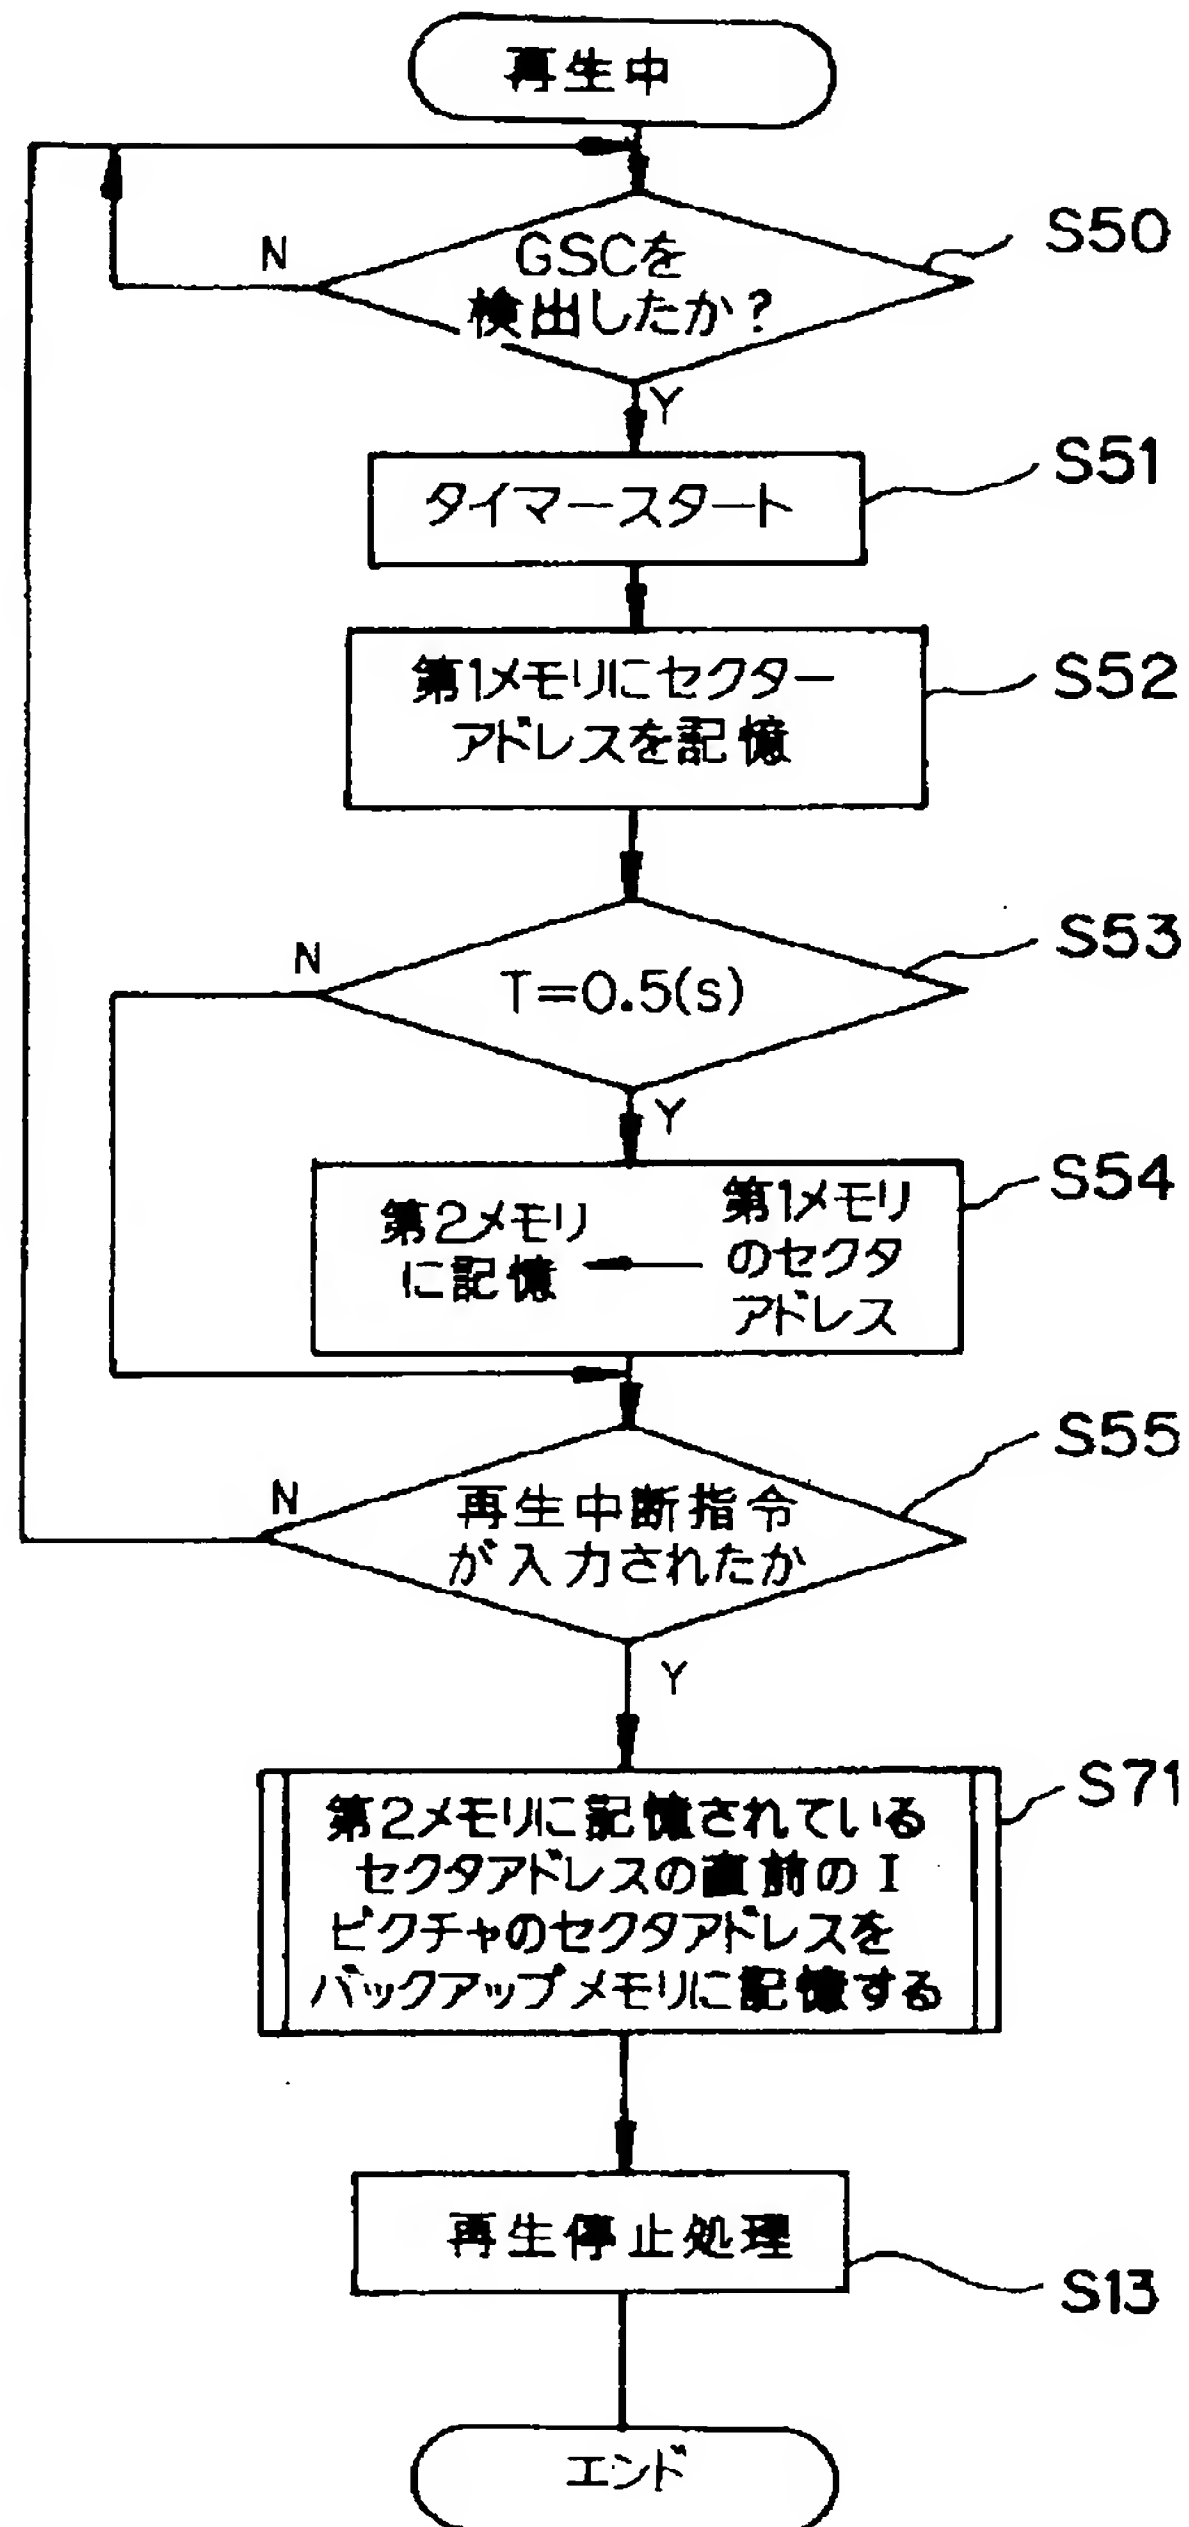 再生中
N
GSCを
検出したか?
S50
Y
タイマースタート
S51
第1メモリにセクター
アドレスを記憶
S52
N
T=0.5(s)
S53
Y
第2メモリ
に記憶
第1メモリ
のセクタ
アドレス
S54
N
再生中断指令
が入力されたか
S55
Y
第2メモリに記憶されている
セクタアドレスの直前のI
ピクチャのセクタアドレスを
バックアップメモリに記憶する
S71
再生停止処理
S13
エンド